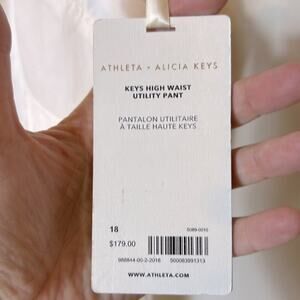 ATHLETA • ALICIA KEYS
KEYS HIGH WAIST
UTILITY PANT
PANTALON UTILITAIRE
À TAILLE HAUTE KEYS
18
$179.00
WWW.ATHLETA.COM